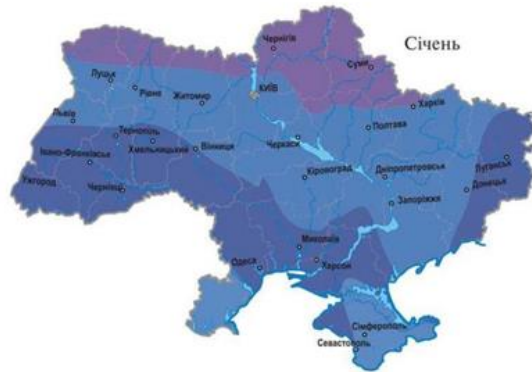 Чернігів
Січень
Суми
Луцьк
Рівне
Житомир
КИЇВ
Харків
Львів
Полтава
Тернопіль
Хмельницький
Вінниця
Черкаси
Луганськ
Івано-Франківськ
Кіровоград
Дніпропетровськ
Донецьк
Ужгород
Чернівці
Запоріжжя
Миколаїв
Одеса
Херсон
Сімферополь
Севастополь